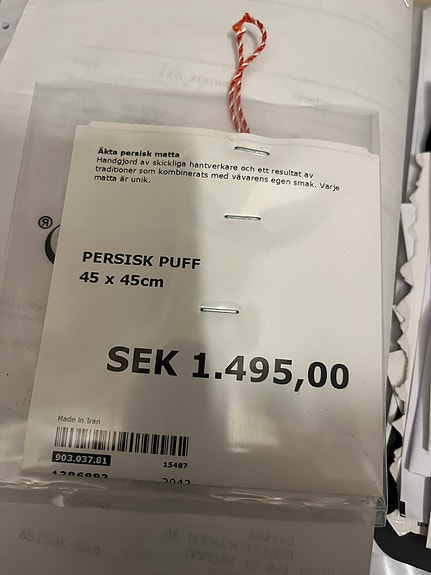 Äkta persisk matta
Handgjord av skickliga hantverkare och ett resultat av
traditioner som kombinerats med vävarens egen smak. Varje
matta är unik.
®
PERSISK PUFF
45 x 45cm
SEK 1.495,00
Made in Iran
903.037.81 15487